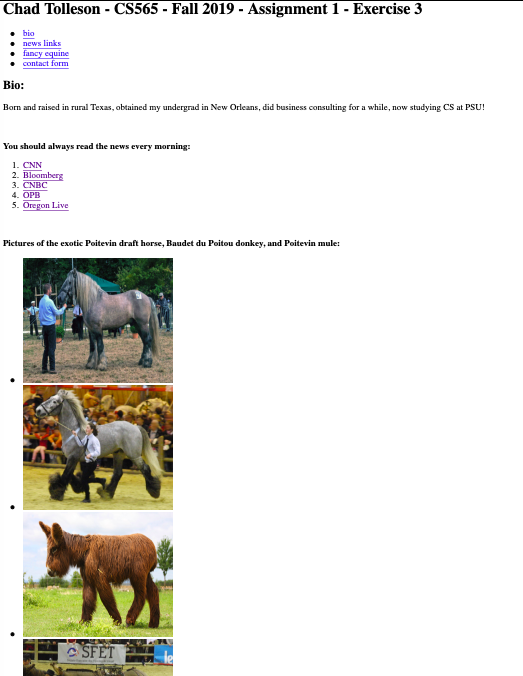 Chad Tolleson - CS565 - Fall 2019 - Assignment 1 - Exercise 3
bio
news links
fancy equine
contact form
Bio:
Born and raised in rural Texas, obtained my undergrad in New Orleans, did business consulting for a while, now studying CS at PSU!
You should always read the news every morning:
1. CNN
2. Bloomberg
3. CNBC
4. OPB
5. Oregon Live
Pictures of the exotic Poitevin draft horse, Baudet du Poitou donkey, and Poitevin mule:
SFET